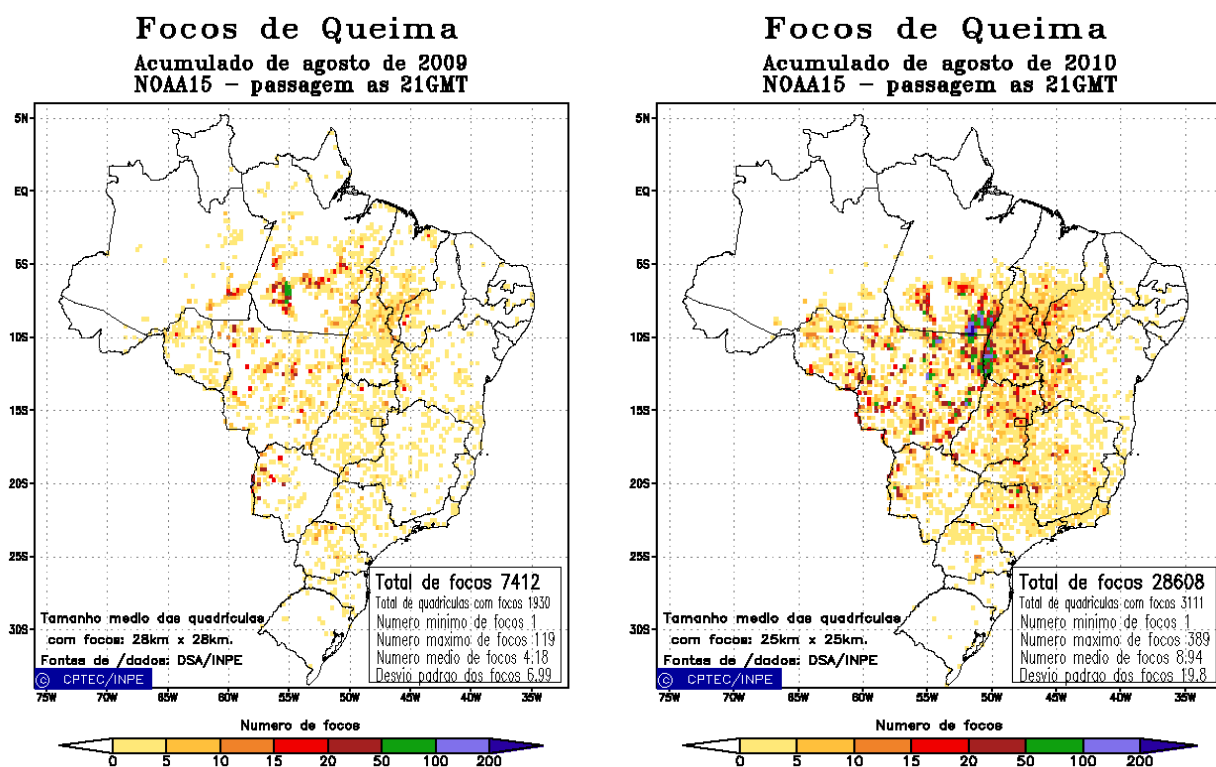 Focos de Queima
Acumulado de agosto de 2009
NOAA15 – passagem as 21GMT
5N
EQ
5S
10S
15S
20S
25S
30S
75W
70W
65W
60W
55W
50W
45W
40W
35W
Tamanho medio das quadrículas
com focos: 28km x 28km.
Fontes de /dados: DSA/INPE
© CPTEC/INPE
Total de focos 7412
Total de quadrículas com focos 1930
Numero mínimo de focos 1
Numero maximo de focos 119
Numero medio de focos 4.18
Desvio padrao dos focos 6.99
Numero de focos
0 5 10 15 20 50 100 200
Focos de Queima
Acumulado de agosto de 2010
NOAA15 – passagem as 21GMT
5N
EQ
5S
10S
15S
20S
25S
30S
75W
70W
65W
60W
55W
50W
45W
40W
35W
Tamanho medio das quadrículas
com focos: 25km x 25km.
Fontes de /dados: DSA/INPE
© CPTEC/INPE
Total de focos 28608
Total de quadrículas com focos 3111
Numero mínimo de focos 1
Numero maximo de focos 389
Numero medio de focos 8.94
Desvio padrao dos focos 19.8
Numero de focos
0 5 10 15 20 50 100 200